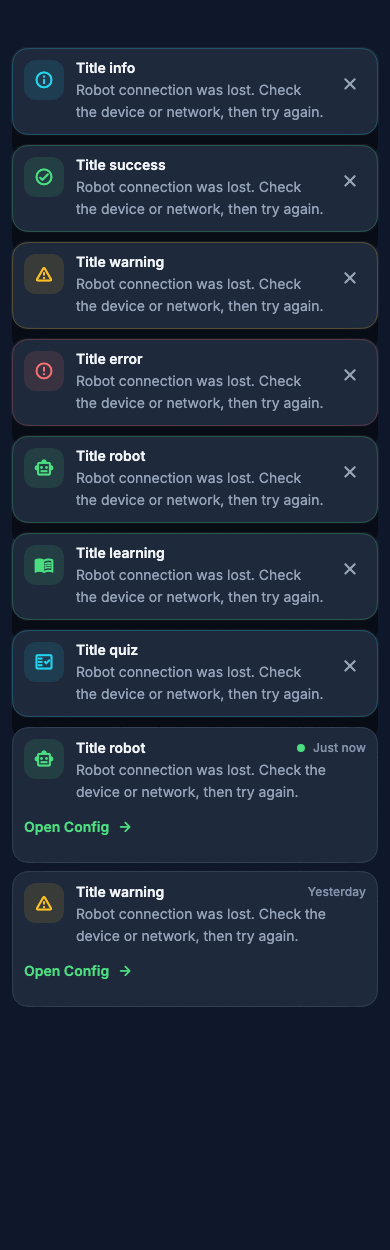 Title info
Robot connection was lost. Check
the device or network, then try again.
Title success
Robot connection was lost. Check
the device or network, then try again.
Title warning
Robot connection was lost. Check
the device or network, then try again.
Title error
Robot connection was lost. Check
the device or network, then try again.
Title robot
Robot connection was lost. Check
the device or network, then try again.
Title learning
Robot connection was lost. Check
the device or network, then try again.
Title quiz
Robot connection was lost. Check
the device or network, then try again.
Title robot Just now
Robot connection was lost. Check the
device or network, then try again.
Open Config →
Title warning Yesterday
Robot connection was lost. Check the
device or network, then try again.
Open Config →